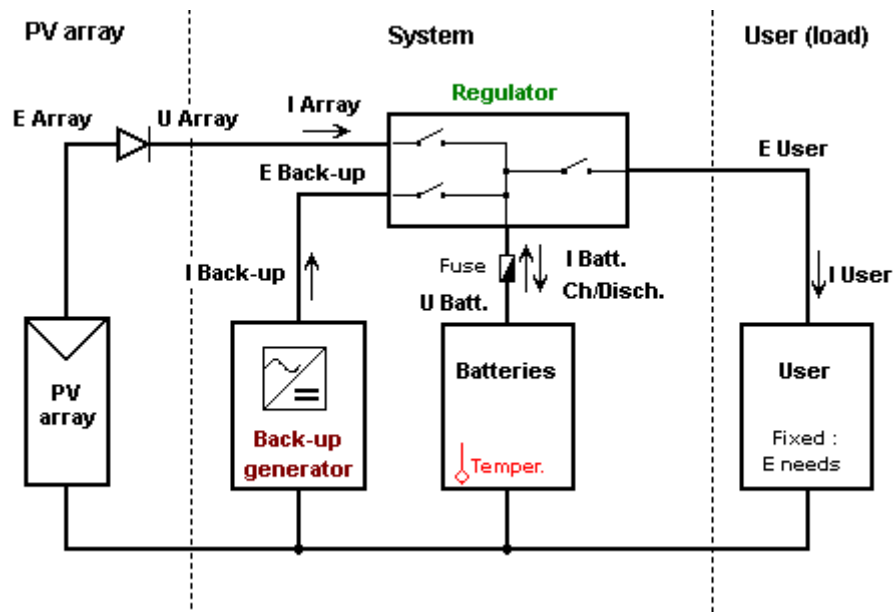 PV array
System
User (load)
Regulator
I Array
E Array
U Array
E Back-up
E User
I Back-up
Fuse
I Batt.
Ch/Disch.
U Batt.
I User
PV
array
Back-up
generator
Batteries
Temper.
User
Fixed :
E needs